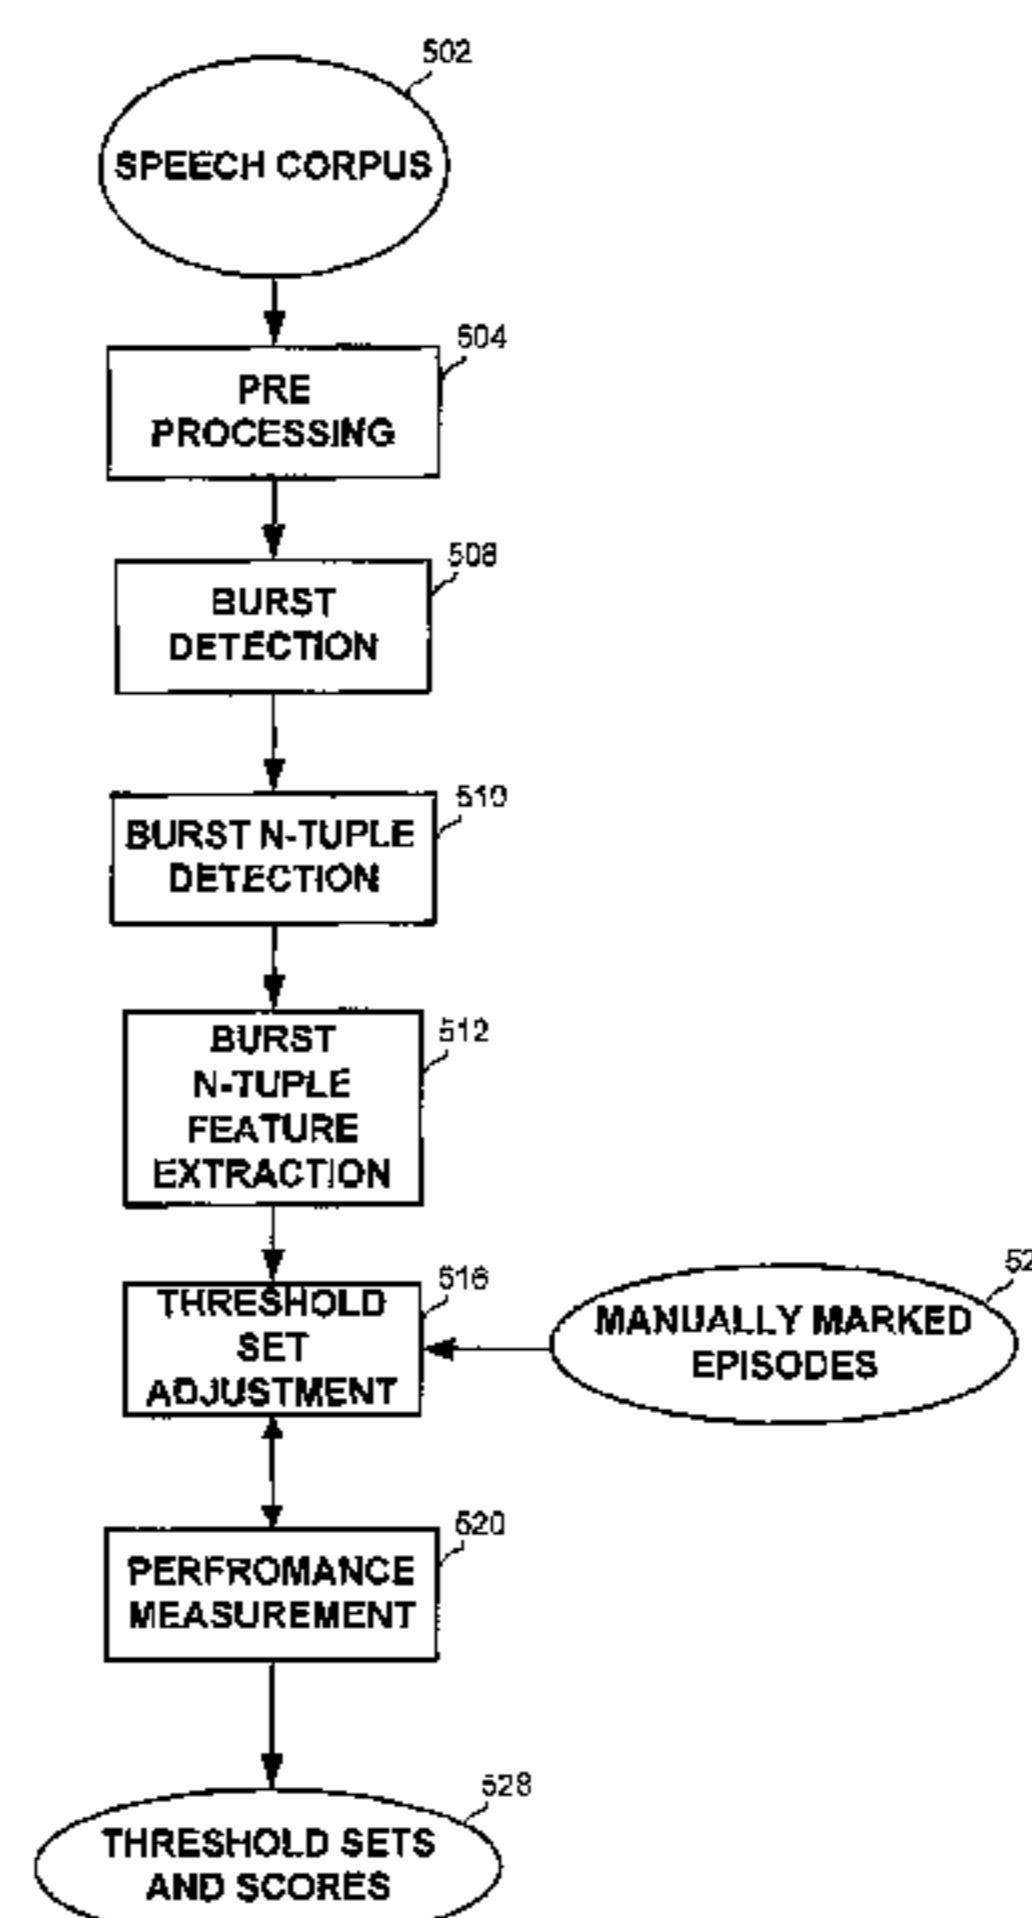 502
SPEECH CORPUS
504
PRE
PROCESSING
508
BURST
DETECTION
510
BURST N-TUPLE
DETECTION
512
BURST
N-TUPLE
FEATURE
EXTRACTION
516
THRESHOLD
SET
ADJUSTMENT
MANUALLY MARKED
EPISODES
520
PERFROMANCE
MEASUREMENT
528
THRESHOLD SETS
AND SCORES